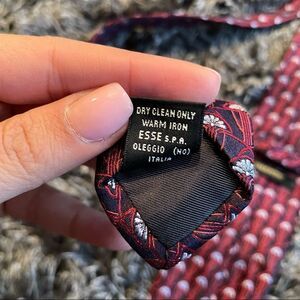 DRY CLEAN ONLY
WARM IRON
ESSE S.P.A.
OLEGGIO (NO)
ITALIA